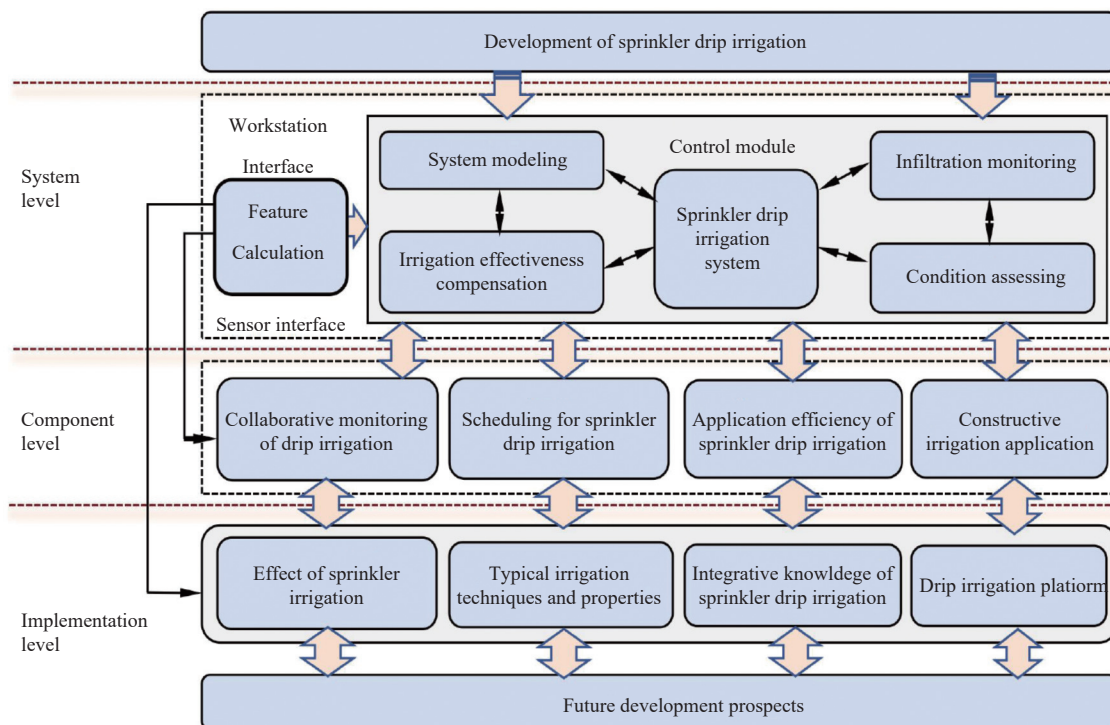 Development of sprinkler drip irrigation
System
level
Workstation
Interface
Feature
Calculation
Sensor interface
Control module
System modeling
Irrigation effectiveness
compensation
Sprinkler drip
irrigation
system
Infiltration monitoring
Condition assessing
Component
level
Collaborative monitoring
of drip irrigation
Scheduling for sprinkler
drip irrigation
Application efficiency of
sprinkler drip irrigation
Constructive
irrigation application
Implementation
level
Effect of sprinkler
irrigation
Typical irrigation
techniques and properties
Integrative knowldege of
sprinkler drip irrigation
Drip irrigation platiorm
Future development prospects